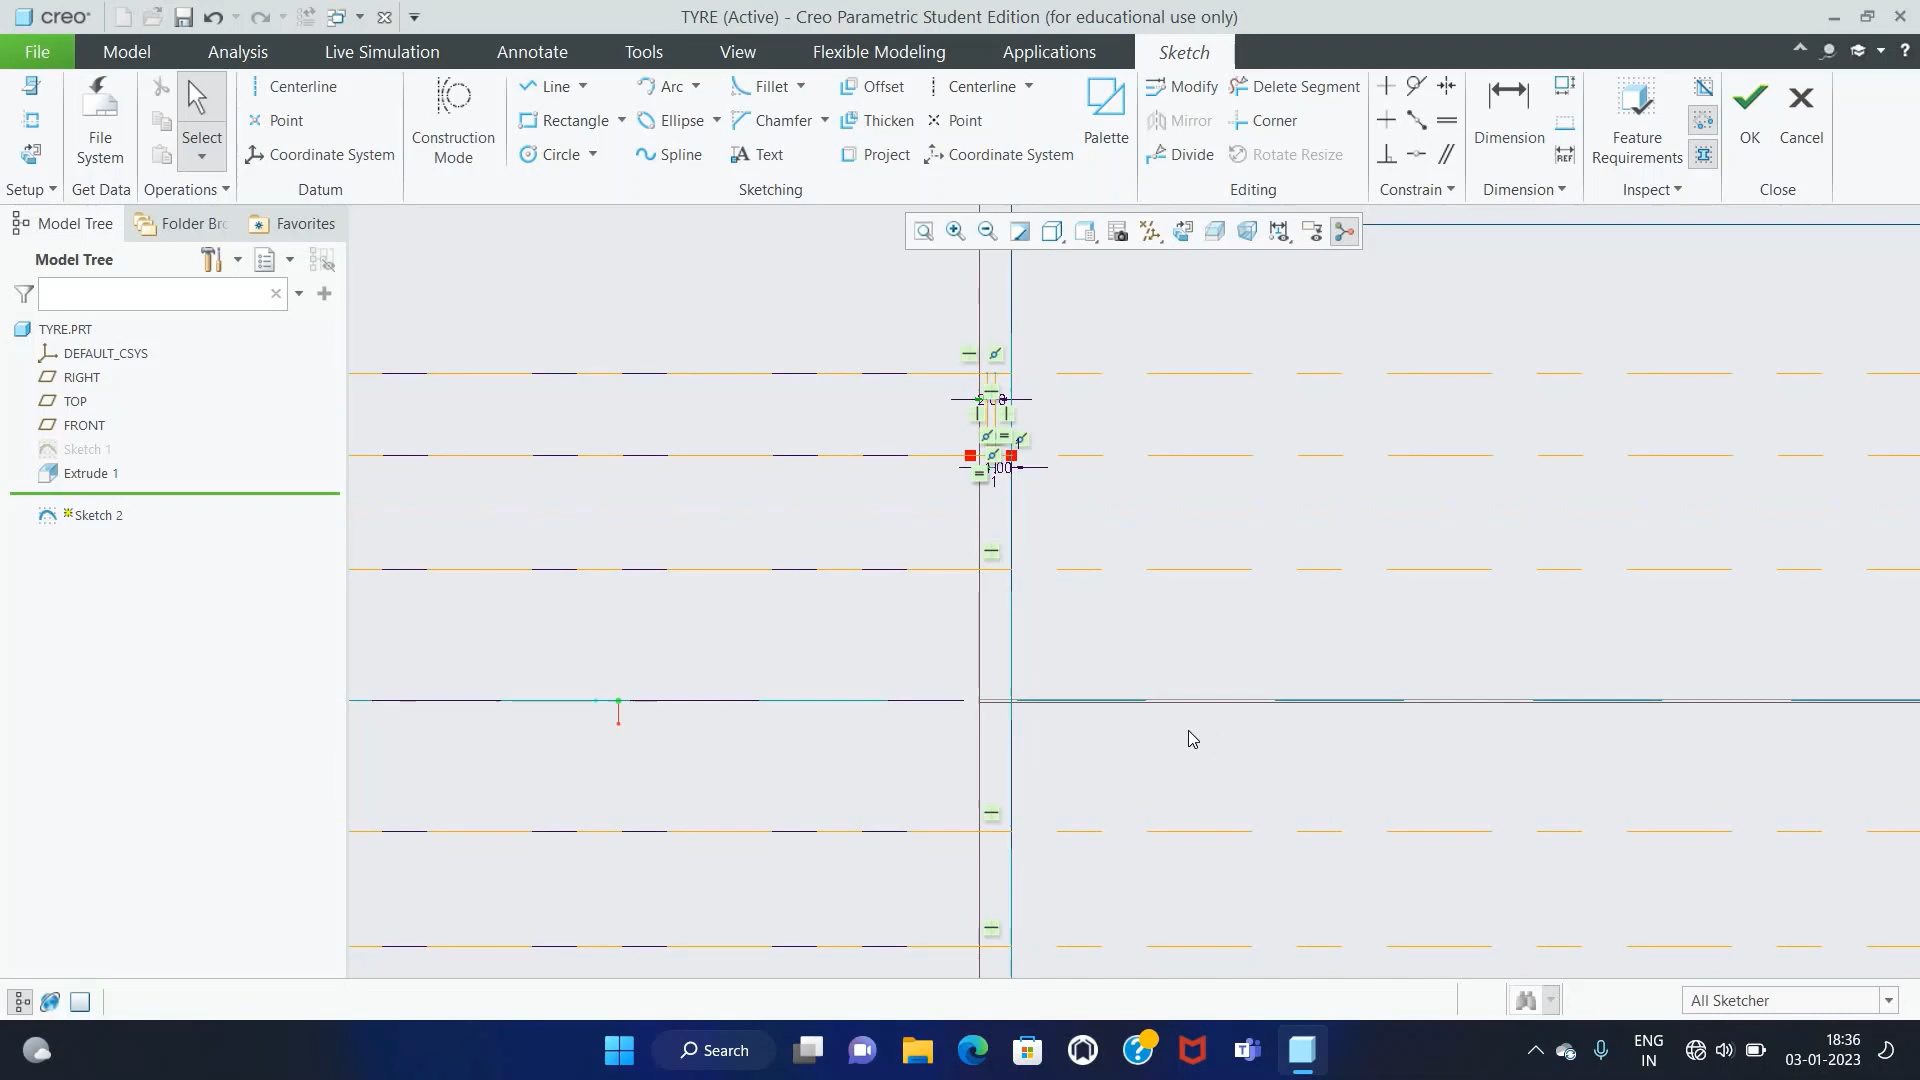 creo
TYRE (Active) - Creo Parametric Student Edition (for educational use only)
File Model Analysis Live Simulation Annotate Tools View Flexible Modeling Applications Sketch
Centerline Line Arc Fillet Offset Centerline Modify Delete Segment
Point Rectangle Ellipse Chamfer Thicken Point Mirror Corner
File System Select Construction Mode Palette Dimension Feature Requirements OK Cancel
Coordinate System Circle Spline Text Project Coordinate System Divide Rotate Resize
Setup Get Data Operations Datum Sketching Editing Constrain Dimension Inspect Close
REF
Model Tree Folder Bro Favorites
Model Tree
TYRE.PRT
DEFAULT_CSYS
RIGHT
TOP
FRONT
Sketch 1
Extrude 1
Sketch 2
1
All Sketcher
Search
ENG
IN
18:36
03-01-2023